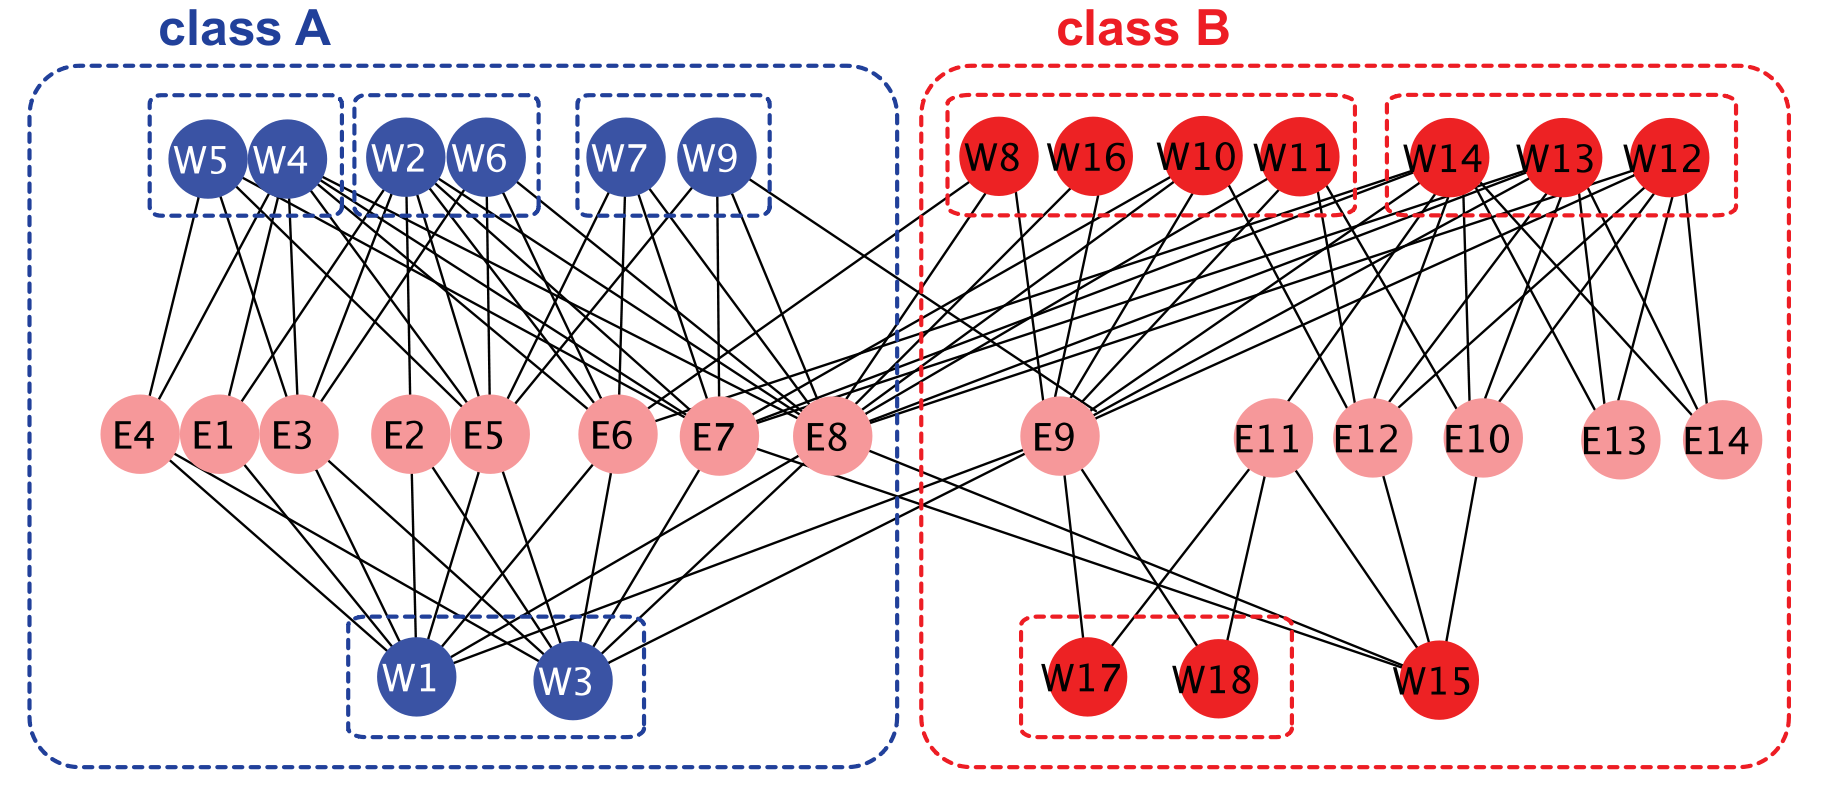 class A class B
W5 W4 W2 W6 W7 W9 W8 W16 W10 W11 W14 W13 W12
E4 E1 E3 E2 E5 E6 E7 E8 E9 E11 E12 E10 E13 E14
W1 W3 W17 W18 W15